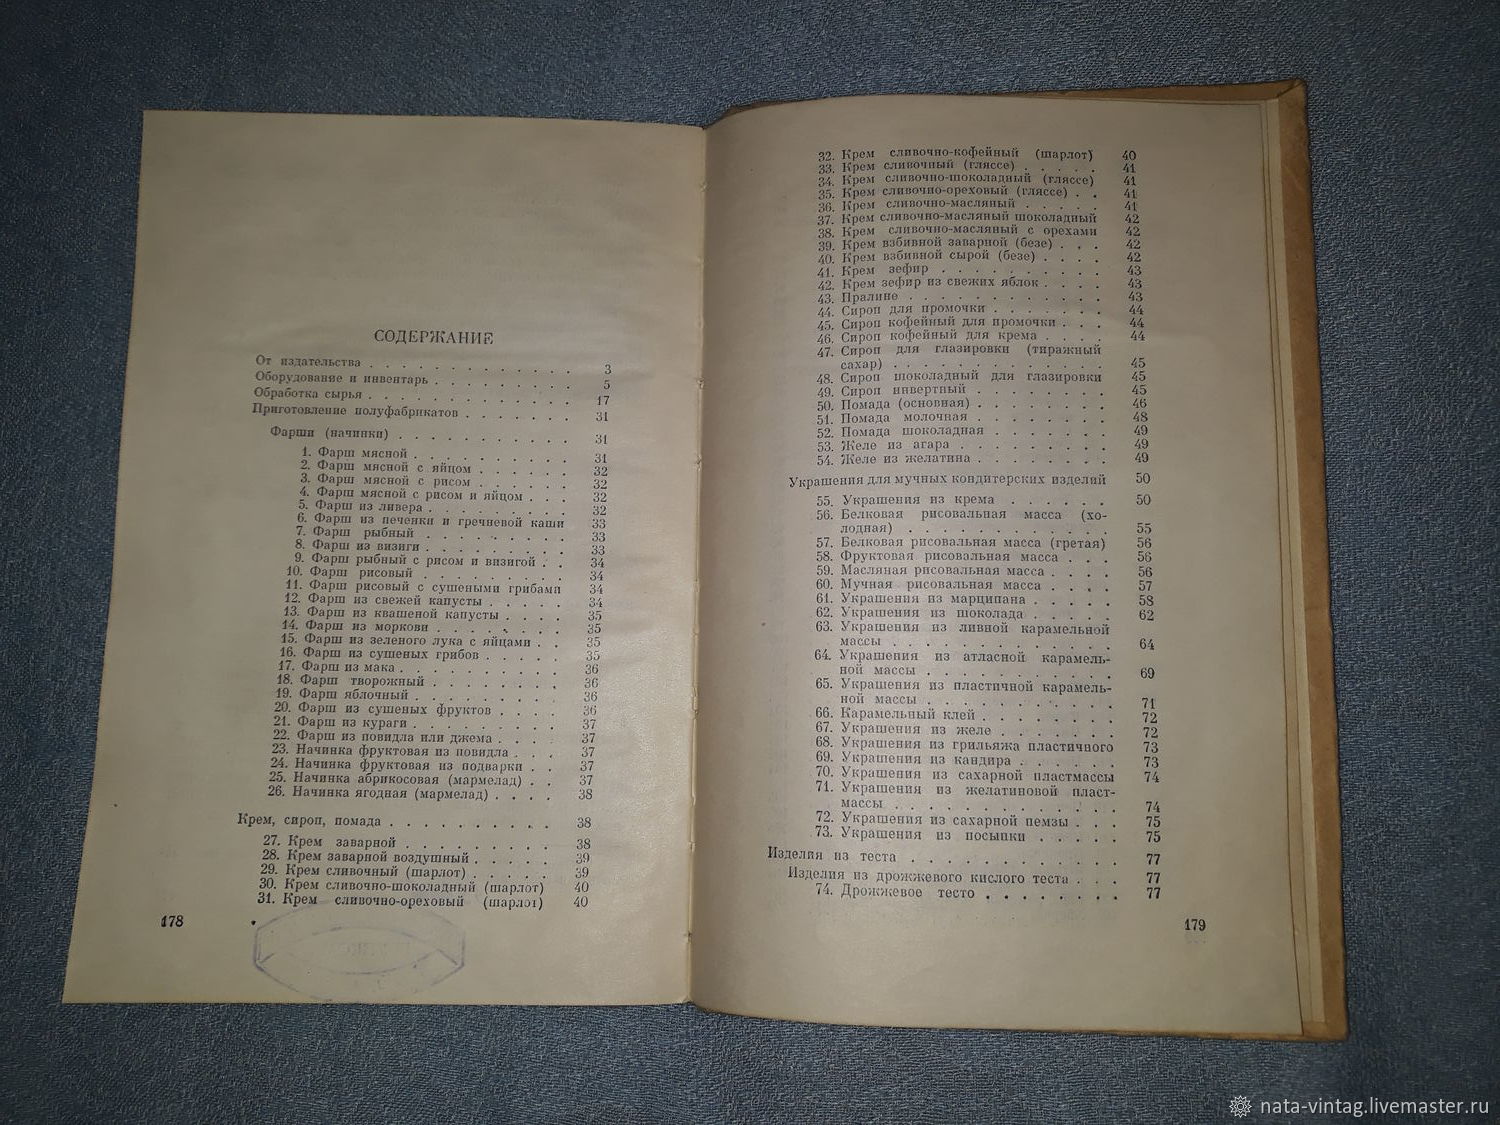 СОДЕРЖАНИЕ
От издательства . . . . . . . . . . . . 3
Оборудование и инвентарь . . . . . . . . 5
Обработка сырья . . . . . . . . . . . . 17
Приготовление полуфабрикатов . . . . . . 31
Фарши (начинки) . . . . . . . . . . 31
1. Фарш мясной . . . . . . . . . 31
2. Фарш мясной с яйцом . . . . . 32
3. Фарш мясной с рисом . . . . . 32
4. Фарш мясной с рисом и яйцом . . . 32
5. Фарш из ливера . . . . . . . . 32
6. Фарш из печенки и гречневой каши 33
7. Фарш рыбный . . . . . . . . 33
8. Фарш из визиги . . . . . . . . 33
9. Фарш рыбный с рисом и визигой . . 34
10. Фарш рисовый . . . . . . . . 34
11. Фарш рисовый с сушеными грибами 34
12. Фарш из свежей капусты . . . . . 34
13. Фарш из квашеной капусты . . . . 35
14. Фарш из моркови . . . . . . . 35
15. Фарш из зеленого лука с яйцами . . 35
16. Фарш из сушеных грибов . . . . . 35
17. Фарш из мака . . . . . . . . . 36
18. Фарш творожный . . . . . . . 36
19. Фарш яблочный . . . . . . . . 36
20. Фарш из сушеных фруктов . . . . 36
21. Фарш из кураги . . . . . . . . 37
22. Фарш из повидла или джема . . . . 37
23. Начинка фруктовая из повидла . . . 37
24. Начинка фруктовая из подварки . . 37
25. Начинка абрикосовая (мармелад) . . 37
26. Начинка ягодная (мармелад) . . . . 38
Крем, сироп, помада . . . . . . . . . . 38
27. Крем заварной . . . . . . . . . 38
28. Крем заварной воздушный . . . . . 39
29. Крем сливочный (шарлот) . . . . . 39
30. Крем сливочно-шоколадный (шарлот) 40
31. Крем сливочно-ореховый (шарлот) 40
178
32. Крем сливочно-кофейный (шарлот) 40
33. Крем сливочный (гляссе) . . . . . 41
34. Крем сливочно-шоколадный (гляссе) 41
35. Крем сливочно-ореховый (гляссе) . . 41
36. Крем сливочно-масляный . . . . . 41
37. Крем сливочно-масляный шоколадный 42
38. Крем сливочно-масляный с орехами 42
39. Крем взбивной заварной (безе) . . . 42
40. Крем взбивной сырой (безе) . . . . 42
41. Крем зефир . . . . . . . . . . 43
42. Крем зефир из свежих яблок . . . . 43
43. Пралине . . . . . . . . . . . . 43
44. Сироп для промочки . . . . . . . 44
45. Сироп кофейный для промочки . . . 44
46. Сироп кофейный для крема . . . . 44
47. Сироп для глазировки (тиражный
сахар) . . . . . . . . . . . . . 45
48. Сироп шоколадный для глазировки 45
49. Сироп инвертный . . . . . . . . 45
50. Помада (основная) . . . . . . . . 46
51. Помада молочная . . . . . . . . 48
52. Помада шоколадная . . . . . . . 49
53. Желе из агара . . . . . . . . . 49
54. Желе из желатина . . . . . . . . 49
Украшения для мучных кондитерских изделий 50
55. Украшения из крема . . . . . . 50
56. Белковая рисовальная масса (хо-
лодная) . . . . . . . . . . . . 55
57. Белковая рисовальная масса (гретая) 56
58. Фруктовая рисовальная масса . . . 56
59. Масляная рисовальная масса . . . . 56
60. Мучная рисовальная масса . . . . 57
61. Украшения из марципана . . . . . 58
62. Украшения из шоколада . . . . . 62
63. Украшения из ливной карамельной
массы . . . . . . . . . . . . . 64
64. Украшения из атласной карамель-
ной массы . . . . . . . . . . . 69
65. Украшения из пластичной карамель-
ной массы . . . . . . . . . . . 71
66. Карамельный клей . . . . . . . . 72
67. Украшения из желе . . . . . . . 72
68. Украшения из грильяжа пластичного 73
69. Украшения из кандира . . . . . . 73
70. Украшения из сахарной пластмассы 74
71. Украшения из желатиновой пласт-
массы . . . . . . . . . . . . . 74
72. Украшения из сахарной пемзы . . . 75
73. Украшения из посыпки . . . . . 75
Изделия из теста . . . . . . . . . . . . . 77
Изделия из дрожжевого кислого теста . . . 77
74. Дрожжевое тесто . . . . . . . . 77
179
nata-vintag.livemaster.ru